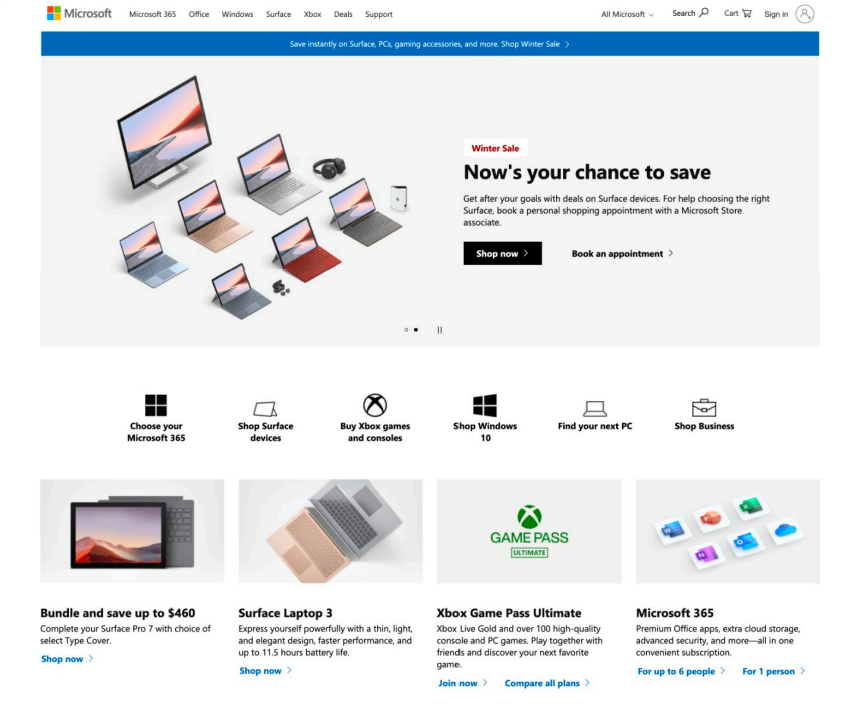 Microsoft
Microsoft 365
Office
Windows
Surface
Xbox
Deals
Support
All Microsoft
Search
Cart
Sign in
Save instantly on Surface, PCs, gaming accessories, and more. Shop Winter Sale
Winter Sale
Now's your chance to save
Get after your goals with deals on Surface devices. For help choosing the right
Surface, book a personal shopping appointment with a Microsoft Store
associate.
Shop now
Book an appointment
Choose your
Microsoft 365
Shop Surface
devices
Buy Xbox games
and consoles
Shop Windows
10
Find your next PC
Shop Business
GAME PASS
ULTIMATE
W
P
X
N
O
Bundle and save up to $460
Complete your Surface Pro 7 with choice of
select Type Cover.
Shop now
Surface Laptop 3
Express yourself powerfully with a thin, light,
and elegant design, faster performance, and
up to 11.5 hours battery life.
Shop now
Xbox Game Pass Ultimate
Xbox Live Gold and over 100 high-quality
console and PC games. Play together with
friends and discover your next favorite
game.
Join now
Compare all plans
Microsoft 365
Premium Office apps, extra cloud storage,
advanced security, and more—all in one
convenient subscription.
For up to 6 people
For 1 person